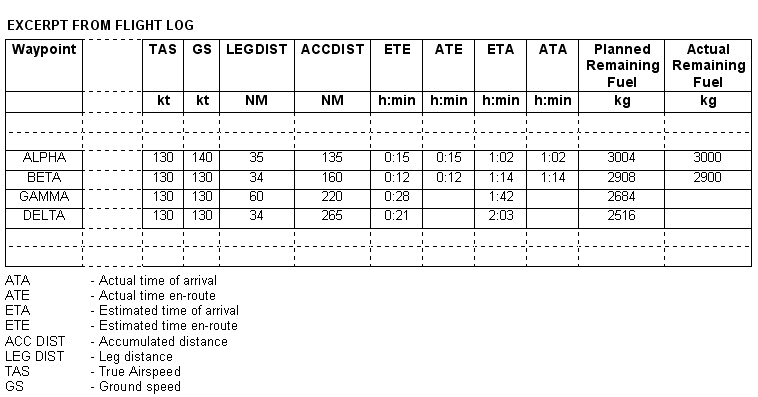 EXCERPT FROM FLIGHT LOG
Waypoint TAS GS LEGDIST ACCDIST ETE ATE ETA ATA Planned Remaining Fuel Actual Remaining Fuel
kt kt NM NM h:min h:min h:min h:min kg kg
ALPHA 130 140 35 135 0:15 0:15 1:02 1:02 3004 3000
BETA 130 130 34 160 0:12 0:12 1:14 1:14 2908 2900
GAMMA 130 130 60 220 0:28 1:42 2684
DELTA 130 130 34 265 0:21 2:03 2516
ATA - Actual time of arrival
ATE - Actual time en-route
ETA - Estimated time of arrival
ETE - Estimated time en-route
ACC DIST - Accumulated distance
LEG DIST - Leg distance
TAS - True Airspeed
GS - Ground speed